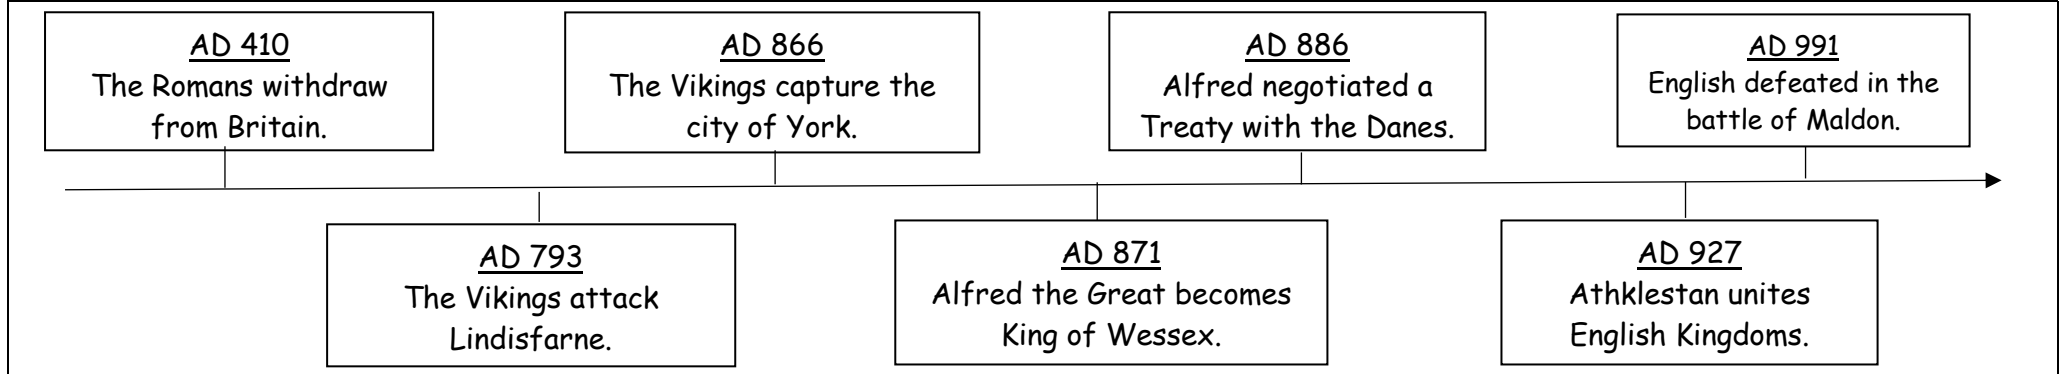 AD 410
The Romans withdraw
from Britain.
AD 793
The Vikings attack
Lindisfarne.
AD 866
The Vikings capture the
city of York.
AD 871
Alfred the Great becomes
King of Wessex.
AD 886
Alfred negotiated a
Treaty with the Danes.
AD 927
Athklestan unites
English Kingdoms.
AD 991
English defeated in the
battle of Maldon.